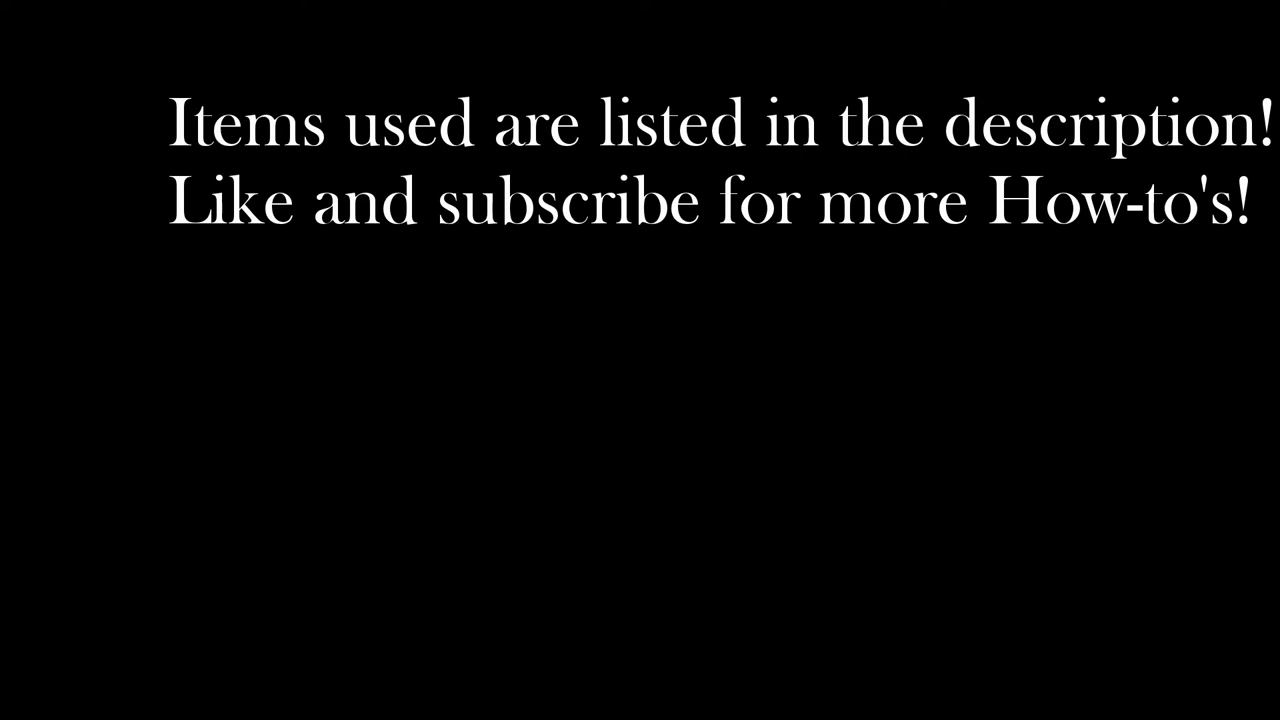 Items used are listed in the description!
Like and subscribe for more How-to's!